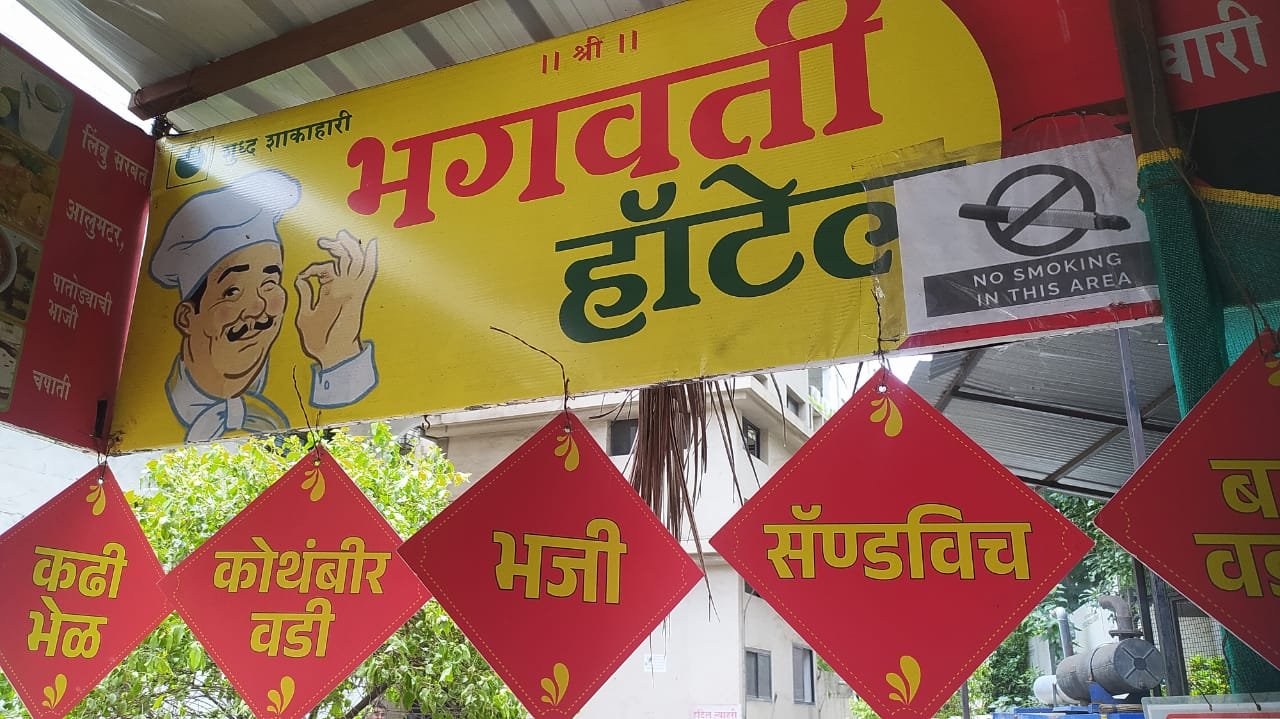 ।। श्री ।।
शुध्द शाकाहारी
भगवती
हॉटेल
NO SMOKING
IN THIS AREA
लिंबु सरबत
आलुमटर,
पातोड्याची
भाजी
चपाती
कढी
भेळ
कोथंबीर
वडी
भजी
सॅण्डविच